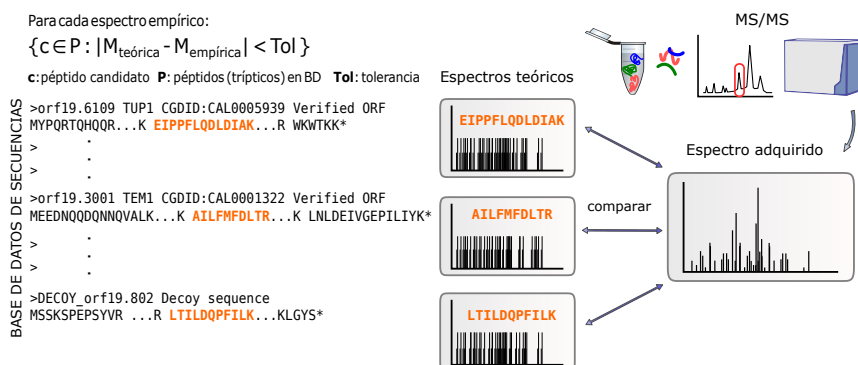 Para cada espectro empírico:
{c∈P: |Mteórica - Mempírica| < Tol}
c: péptido candidato P: péptidos (trípticos) en BD Tol: tolerancia
BASE DE DATOS DE SECUENCIAS
>orf19.6109 TUP1 CGDID:CAL0005939 Verified ORF
MYPQRTQHQQR...K EIPPFLQDLDIAK...R WKWTKK*
> .
.
> .
>orf19.3001 TEM1 CGDID:CAL0001322 Verified ORF
MEEDNQQDQNNQVALK...K AILFMFDLTR...K LNLDEIVGEPILIYK*
.
> .
> .
>DECOY_orf19.802 Decoy sequence
MSSKSPEPSYVR ...R LTILDQPFILK...KLGYS*
Espectros teóricos
EIPPFLQDLDIAK
AILFMFDLTR
LTILDQPFILK
comparar
MS/MS
Espectro adquirido